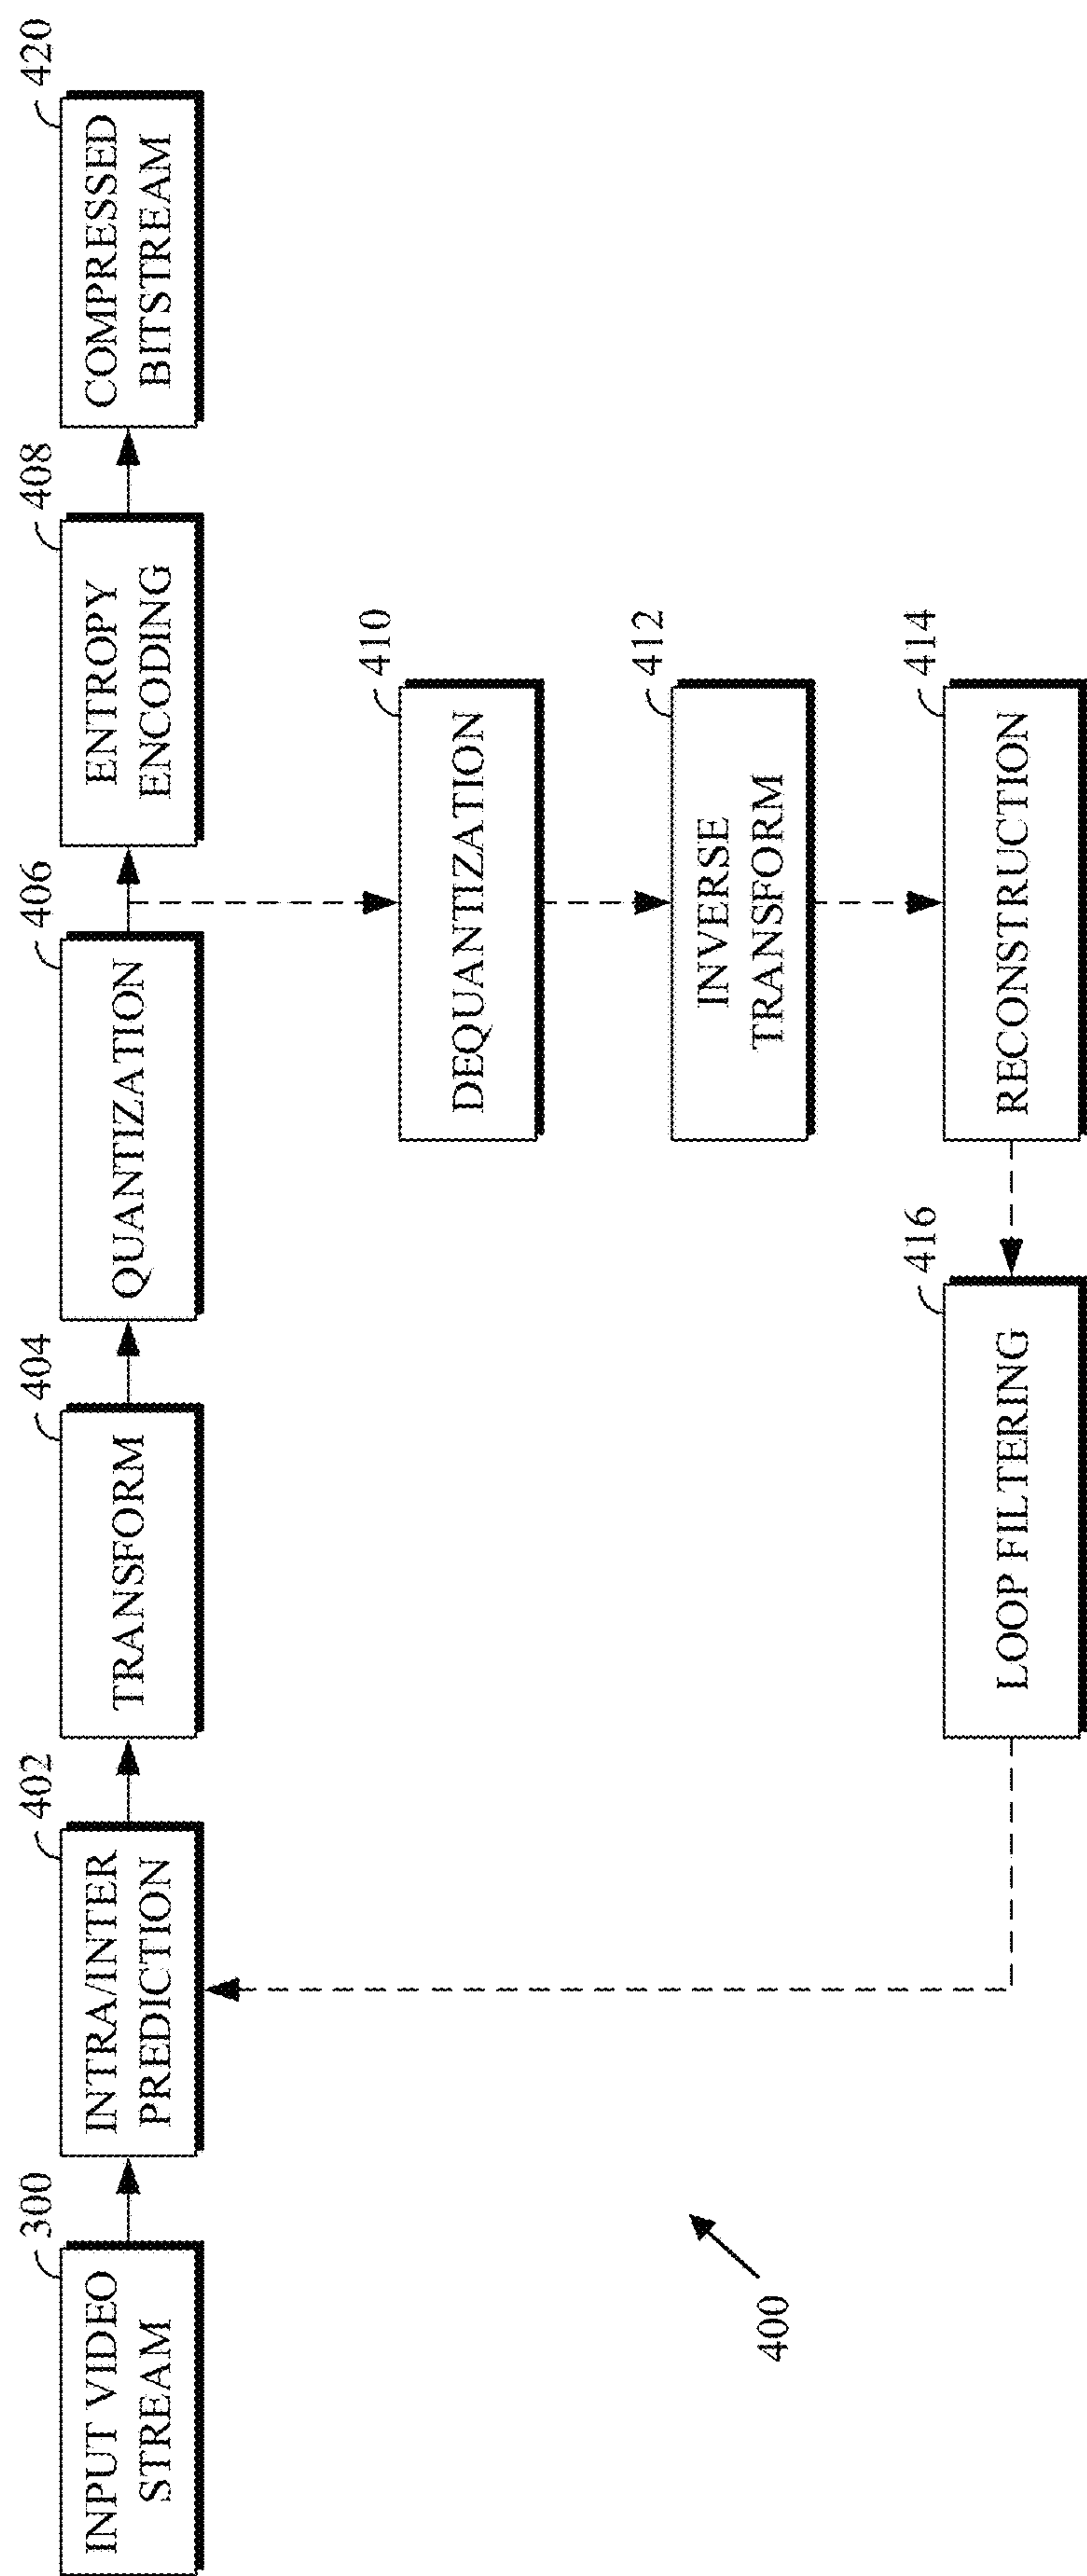 300
INPUT VIDEO
STREAM
402
INTRA/INTER
PREDICTION
404
TRANSFORM
406
QUANTIZATION
408
ENTROPY
ENCODING
420
COMPRESSED
BITSTREAM
410
DEQUANTIZATION
412
INVERSE
TRANSFORM
416
LOOP FILTERING
414
RECONSTRUCTION
400